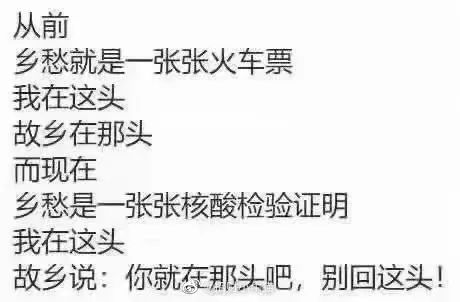 从前
乡愁就是一张张火车票
我在这头
故乡在那头
而现在
乡愁是一张张核酸检验证明
我在这头
故乡说：你就在那头吧，别回这头！